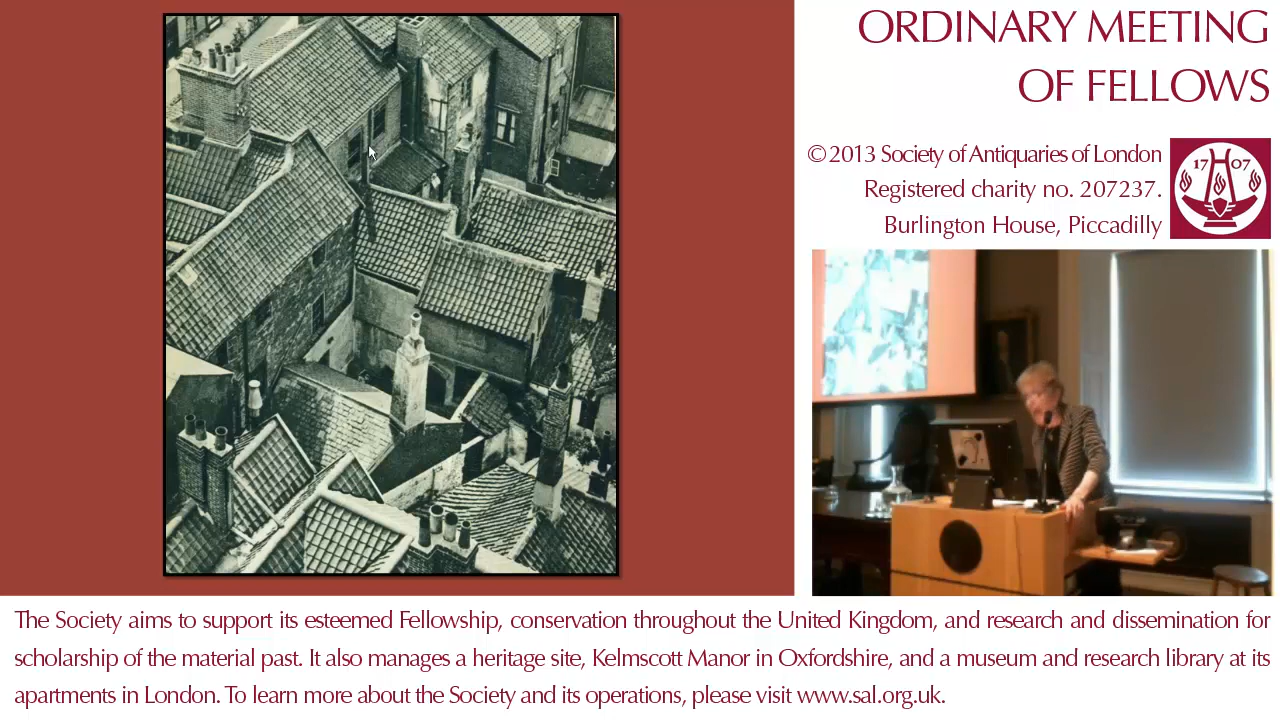 ORDINARY MEETING
OF FELLOWS
© 2013 Society of Antiquaries of London
Registered charity no. 207237.
Burlington House, Piccadilly
17 07
The Society aims to support its esteemed Fellowship, conservation throughout the United Kingdom, and research and dissemination for
scholarship of the material past. It also manages a heritage site, Kelmscott Manor in Oxfordshire, and a museum and research library at its
apartments in London. To learn more about the Society and its operations, please visit www.sal.org.uk.